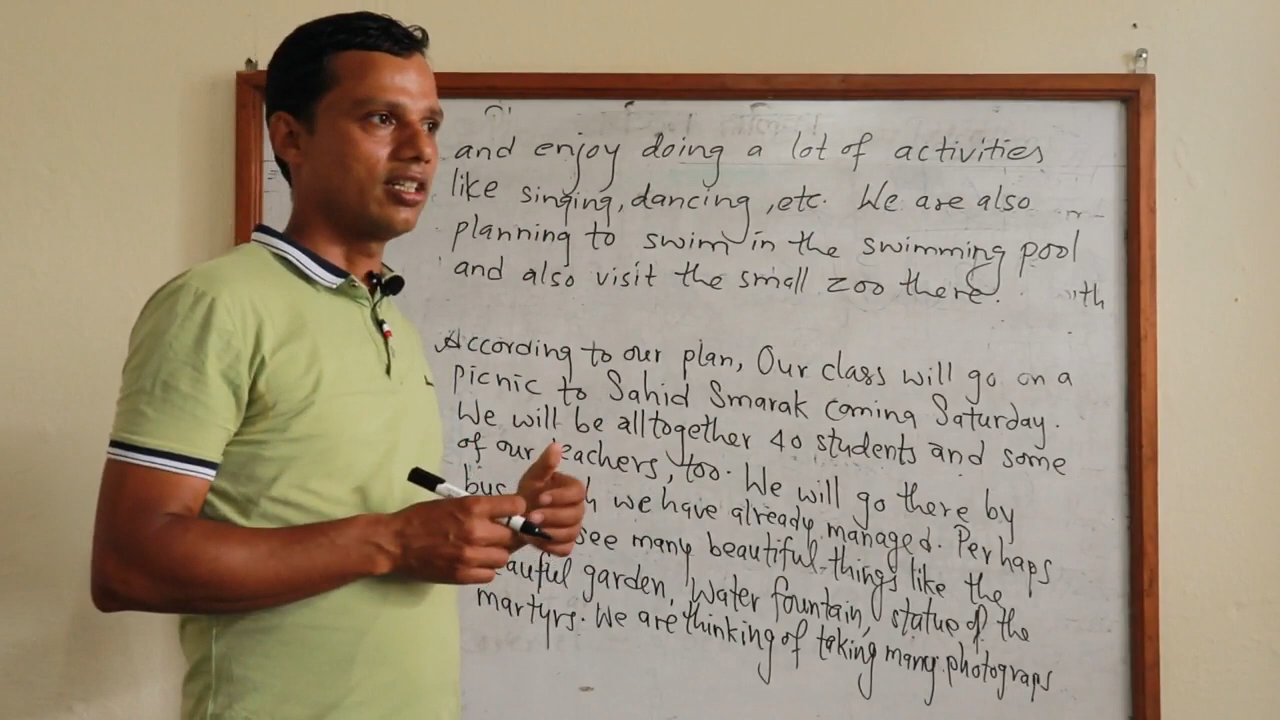 and enjoy doing a lot of activities
like singing, dancing, etc. We are also
planning to swim in the swimming pool
and also visit the small zoo there.
th
According to our plan, Our class will go on a
picnic to Sahid Smarak coming Saturday.
We will be alltogether 40 students and some
of our teachers, too. We will go there by
bus we have already managed. Perhaps
see many beautiful things like the
garden, Water fountain, statue of the
martyrs. We are thinking of taking many photograps